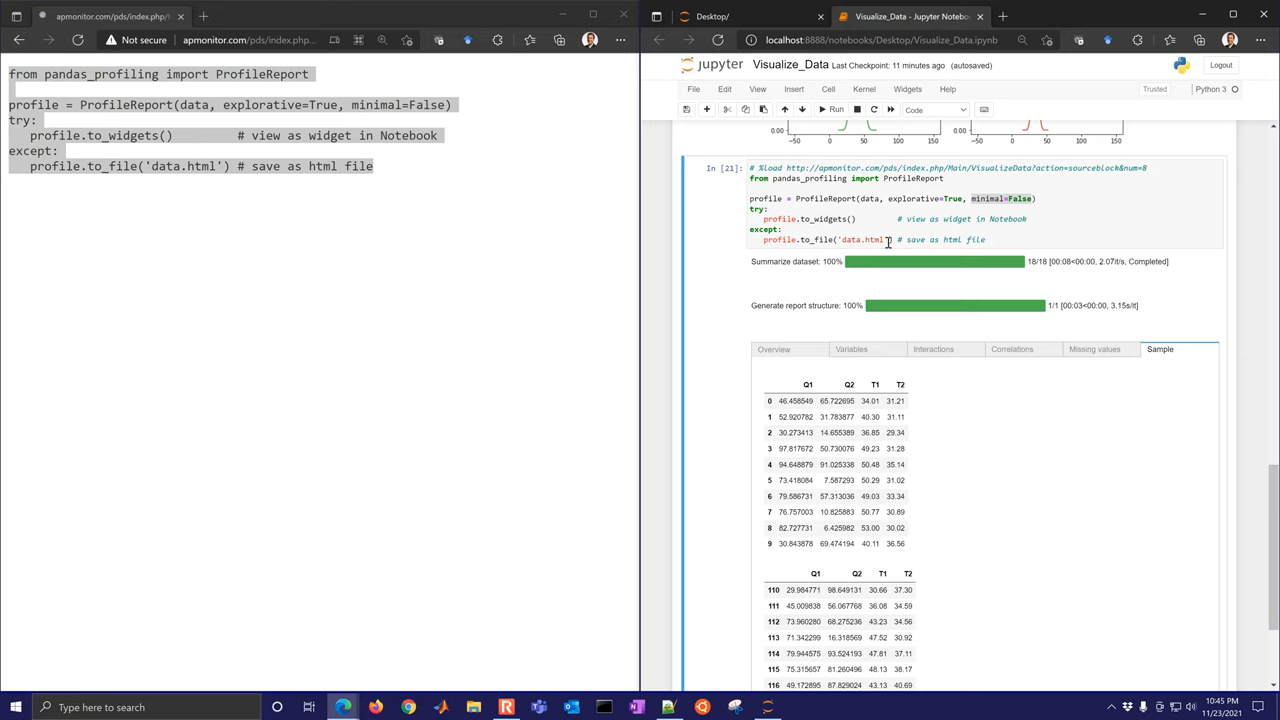 apmonitor.com/pds/index.php/
Not secure
apmonitor.com/pds/index.php...
from pandas_profiling import ProfileReport
profile = ProfileReport(data, explorative=True, minimal=False)
try:
profile.to_widgets() # view as widget in Notebook
except:
profile.to_file('data.html') # save as html file
Desktop/
Visualize_Data - Jupyter Notebo
localhost:8888/notebooks/Desktop/Visualize_Data.ipynb
jupyter Visualize_Data Last Checkpoint: 11 minutes ago (autosaved)
Logout
File Edit View Insert Cell Kernel Widgets Help
Trusted Python 3
Run Code
0.00 -50 0 50 100 150 0.00 -50 0 50 100 150
In [21]:
# %load http://apmonitor.com/pds/index.php/Main/VisualizeData?action=sourceblock&num=8
from pandas_profiling import ProfileReport
profile = ProfileReport(data, explorative=True, minimal=False)
try:
profile.to_widgets() # view as widget in Notebook
except:
profile.to_file('data.html') # save as html file
Summarize dataset: 100% 18/18 [00:08<00:00, 2.07it/s, Completed]
Generate report structure: 100% 1/1 [00:03<00:00, 3.15s/it]
Overview Variables Interactions Correlations Missing values Sample
Q1 Q2 T1 T2
0 46.458549 65.722695 34.01 31.21
1 52.920782 31.783877 40.30 31.11
2 30.273413 14.655389 36.85 29.34
3 97.817672 50.730076 49.23 31.28
4 94.648879 91.025338 50.48 35.14
5 73.418084 7.587293 50.29 31.02
6 79.586731 57.313036 49.03 33.34
7 76.757003 10.825883 50.77 30.89
8 82.727731 6.425982 53.00 30.02
9 30.843878 69.474194 40.11 36.56
Q1 Q2 T1 T2
110 29.984771 98.649131 30.66 37.30
111 45.009838 56.067768 36.08 34.59
112 73.960280 68.275236 43.23 34.56
113 71.342299 16.318569 47.52 30.92
114 79.944575 93.524193 47.81 37.11
115 75.315657 81.260496 48.13 38.17
116 49.172895 87.829024 43.13 40.69
Type here to search
10:45 PM
11/23/2021